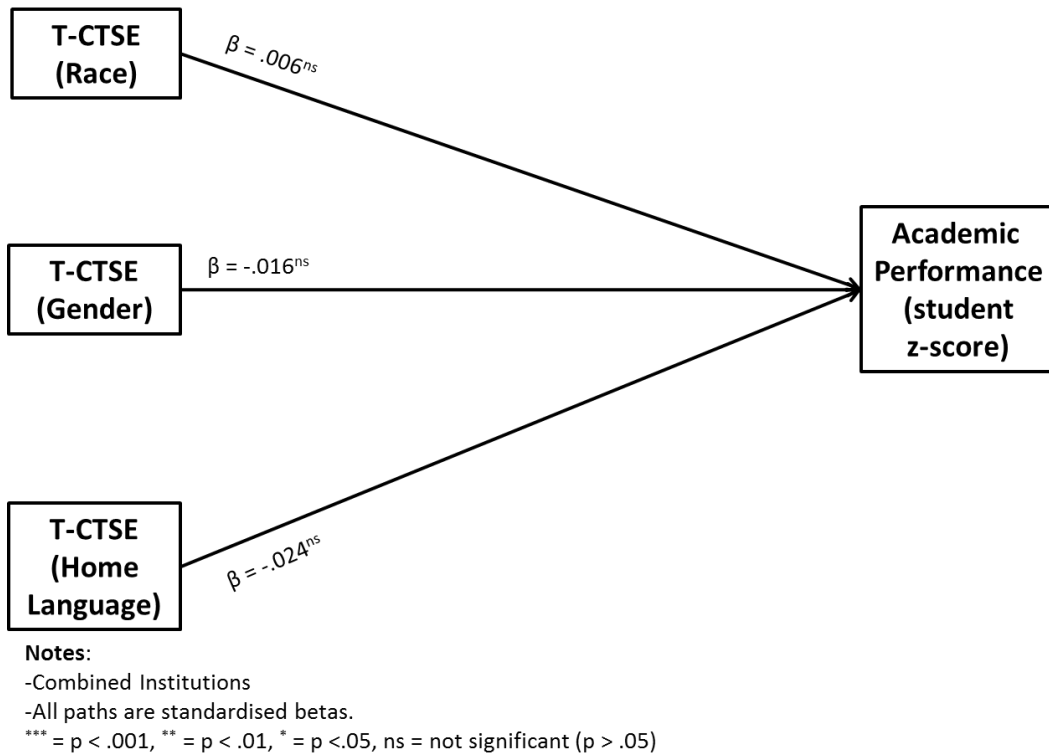 T-CTSE
(Race)
β = .006ns
T-CTSE
(Gender)
β = -.016ns
Academic
Performance
(student
z-score)
T-CTSE
(Home
Language)
β = -.024ns
Notes:
-Combined Institutions
-All paths are standardised betas.
*** = p < .001, ** = p < .01, * = p <.05, ns = not significant (p > .05)